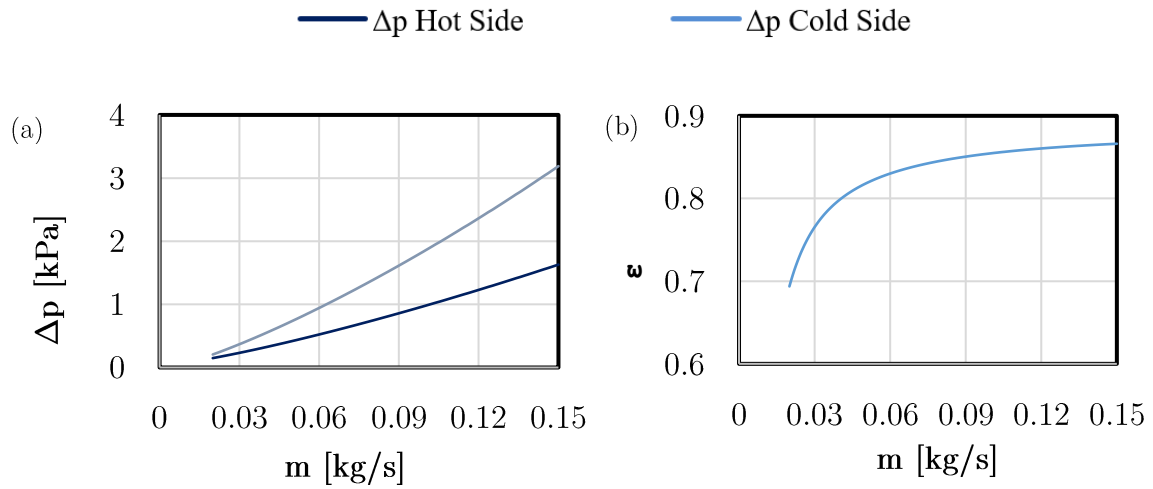 Δp Hot Side
Δp Cold Side
(a)
4
3
2
1
0
Δp [kPa]
0 0.03 0.06 0.09 0.12 0.15
m [kg/s]
(b)
0.9
0.8
0.7
0.6
ε
0 0.03 0.06 0.09 0.12 0.15
m [kg/s]